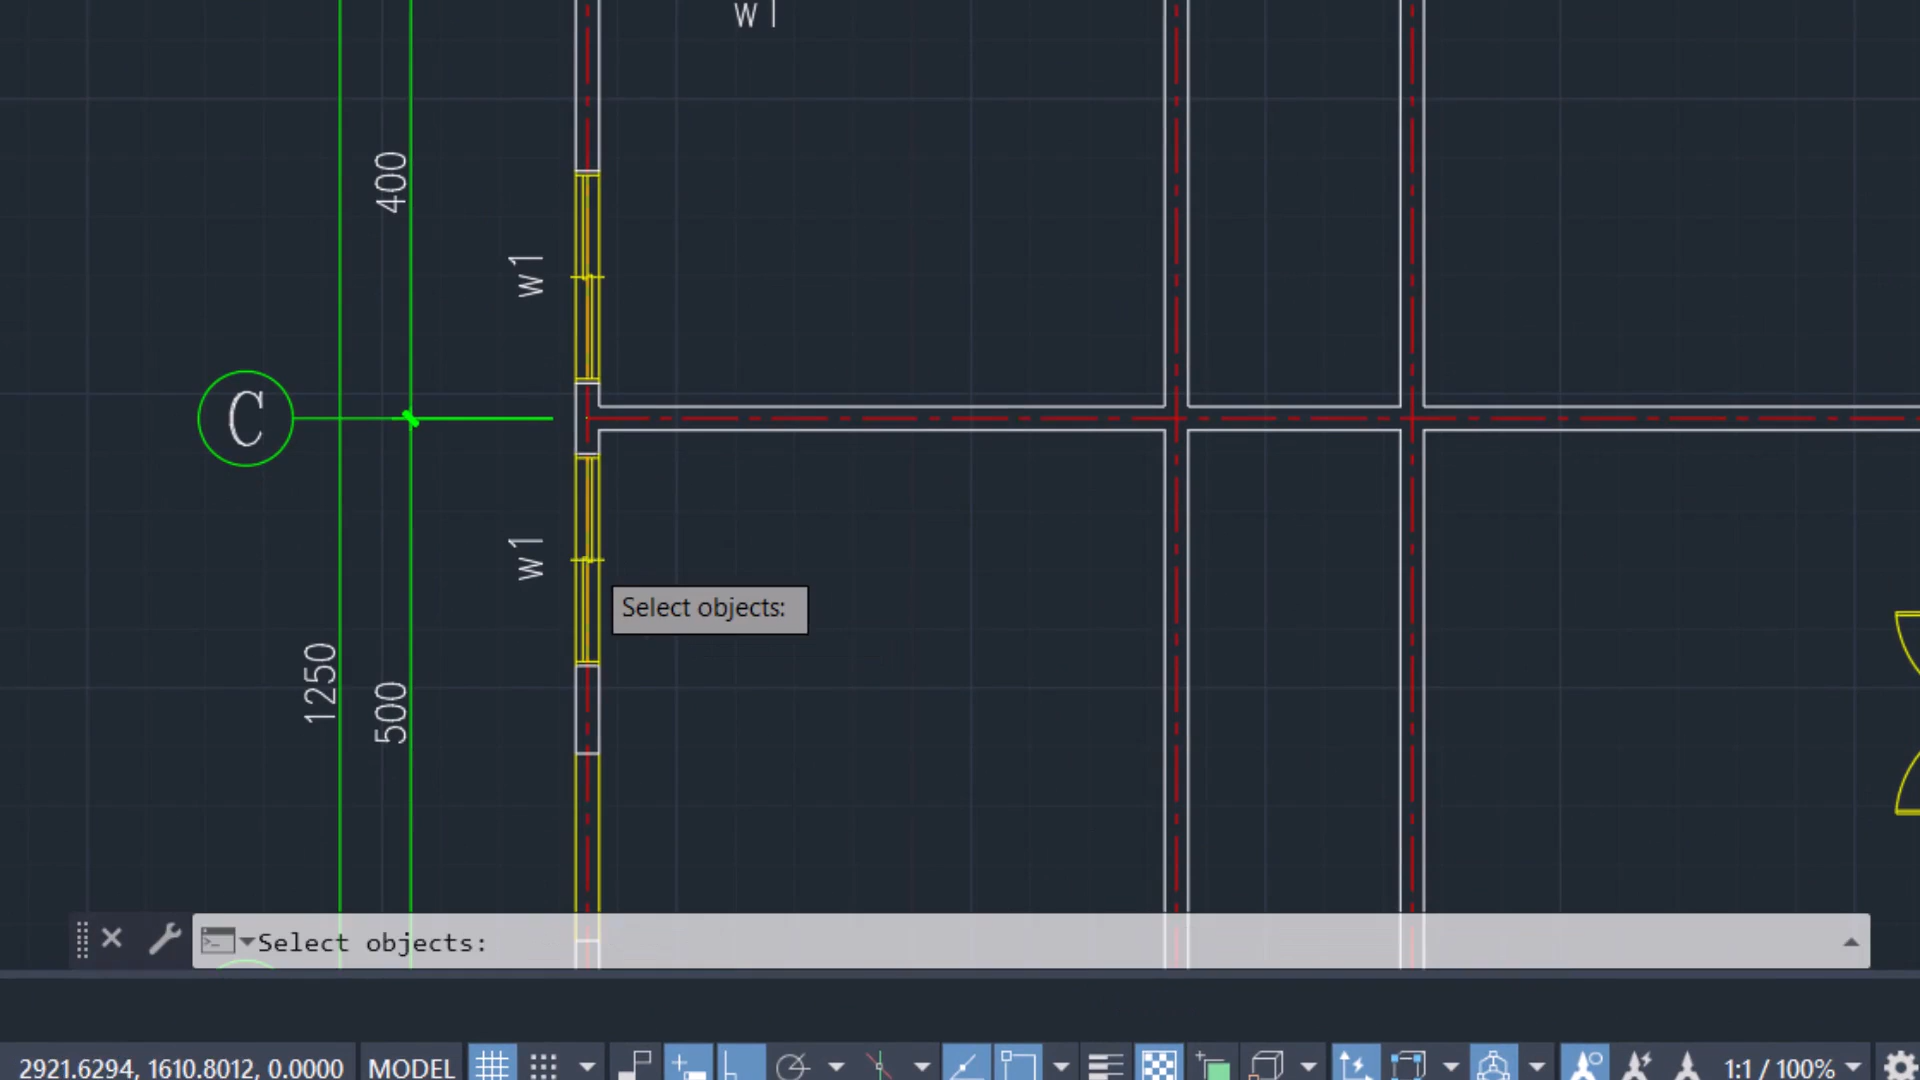 W1
400
W1
C
W1
Select objects:
1250
500
Select objects:
2921.6294, 1610.8012, 0.0000 MODEL 1:1 / 100%